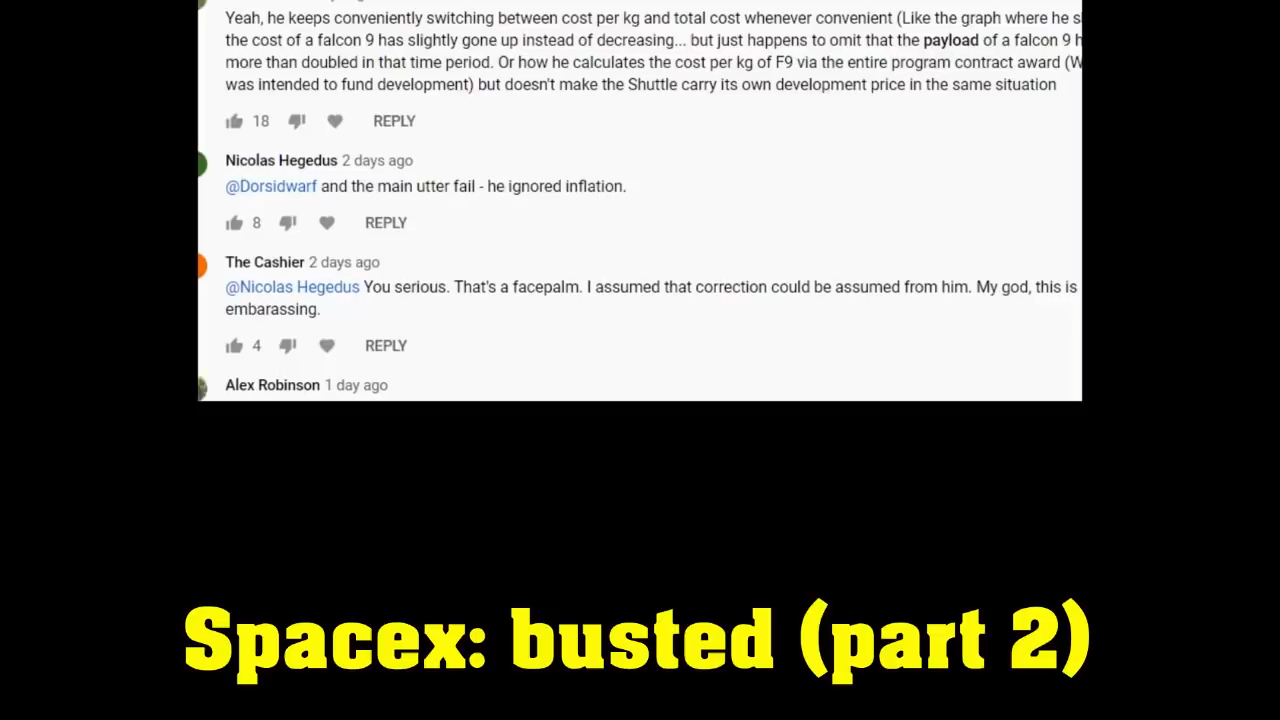 Yeah, he keeps conveniently switching between cost per kg and total cost whenever convenient (Like the graph where he
the cost of a falcon 9 has slightly gone up instead of decreasing... but just happens to omit that the payload of a falcon 9
more than doubled in that time period. Or how he calculates the cost per kg of F9 via the entire program contract award
was intended to fund development) but doesn't make the Shuttle carry its own development price in the same situation
18 REPLY
Nicolas Hegedus 2 days ago
@Dorsidwarf and the main utter fail - he ignored inflation.
8 REPLY
The Cashier 2 days ago
@Nicolas Hegedus You serious. That's a facepalm. I assumed that correction could be assumed from him. My god, this is
embarassing.
4 REPLY
Alex Robinson 1 day ago
Spacex: busted (part 2)